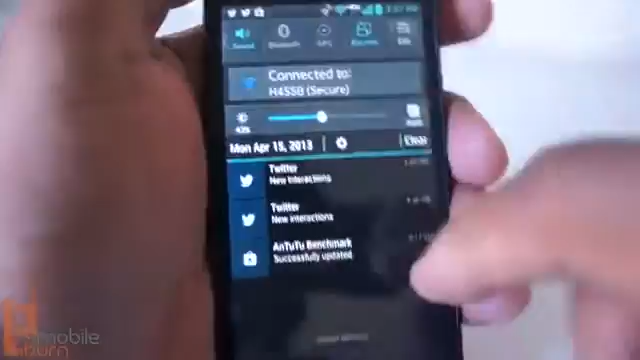 Sound Bluetooth GPS Edit
Connected to:
H4SSB (Secure)
Mon Apr 15, 2013 Clear
Twitter
New interactions
Twitter
New interactions
AnTuTu Benchmark
Successfully updated
mobile
burn